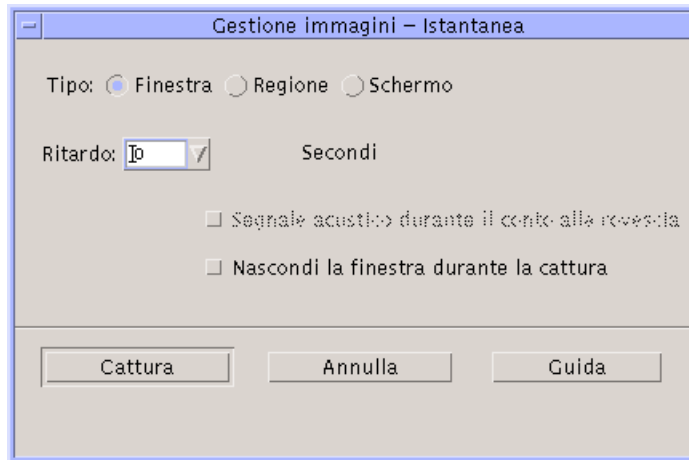 Gestione immagini – Istantanea
Tipo: Finestra Regione Schermo
Ritardo: 0 Secondi
Segnale acustico durante il conto alla rovescia
Nascondi la finestra durante la cattura
Cattura Annulla Guida